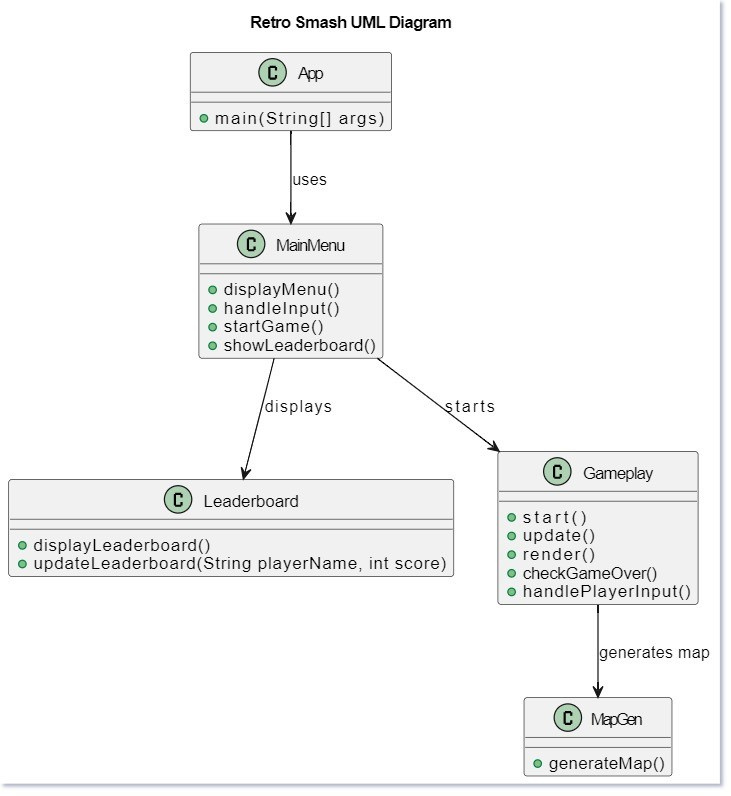 Retro Smash UML Diagram
C App
main(String[] args)
uses
C MainMenu
displayMenu()
handleInput()
startGame()
showLeaderboard()
displays
starts
C Leaderboard
displayLeaderboard()
updateLeaderboard(String playerName, int score)
C Gameplay
start()
update()
render()
checkGameOver()
handlePlayerInput()
generates map
C MapGen
generateMap()